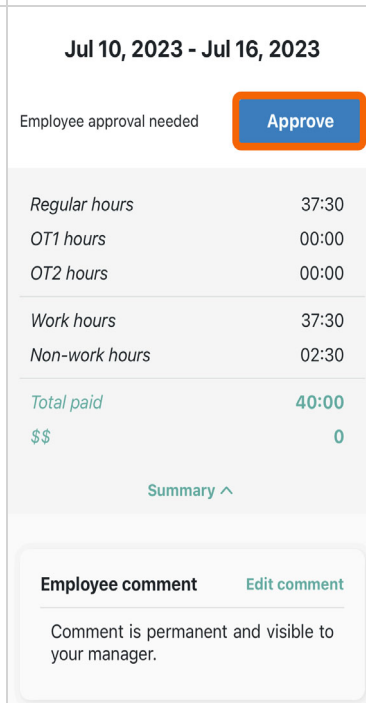 Jul 10, 2023 - Jul 16, 2023
Employee approval needed Approve
Regular hours 37:30
OT1 hours 00:00
OT2 hours 00:00
Work hours 37:30
Non-work hours 02:30
Total paid 40:00
$$ 0
Summary
Employee comment Edit comment
Comment is permanent and visible to
your manager.